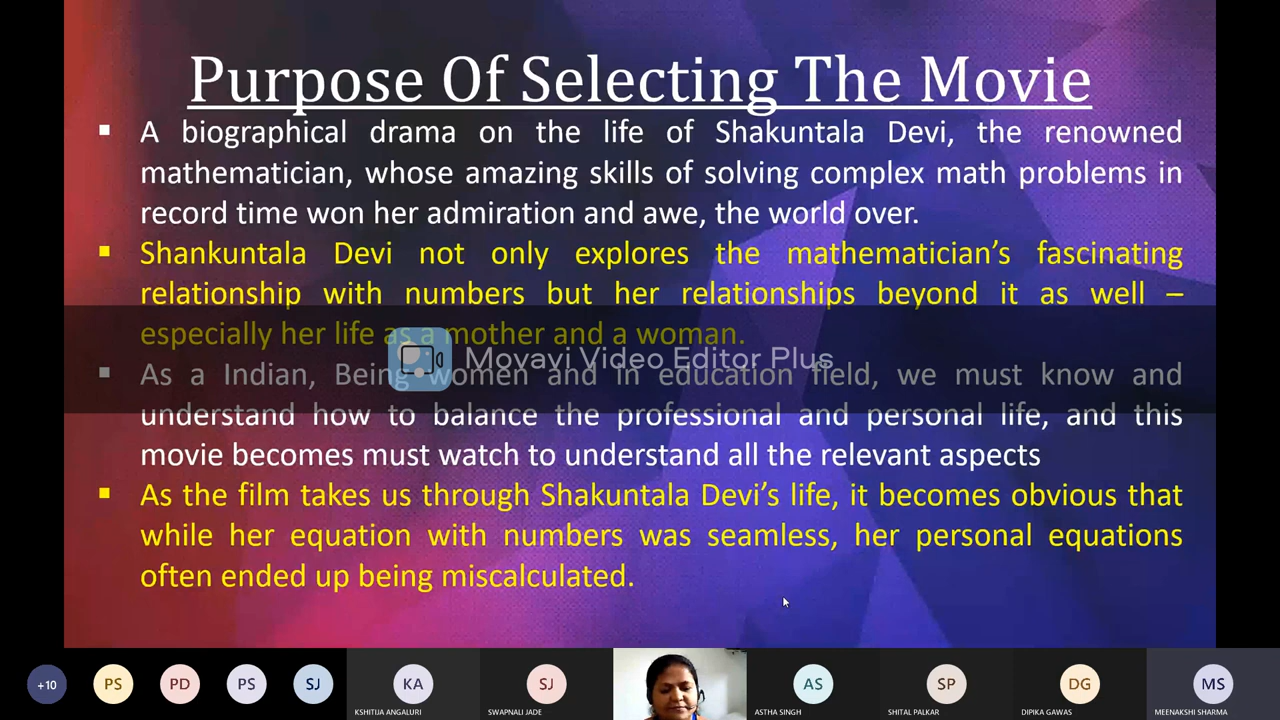 Purpose Of Selecting The Movie
▪ A biographical drama on the life of Shakuntala Devi, the renowned
mathematician, whose amazing skills of solving complex math problems in
record time won her admiration and awe, the world over.
▪ Shankuntala Devi not only explores the mathematician’s fascinating
relationship with numbers but her relationships beyond it as well –
especially her life as a mother and a woman.
Movavi Video Editor Plus
▪ As a Indian, Being women and in education field, we must know and
understand how to balance the professional and personal life, and this
movie becomes must watch to understand all the relevant aspects
▪ As the film takes us through Shakuntala Devi’s life, it becomes obvious that
while her equation with numbers was seamless, her personal equations
often ended up being miscalculated.
+10 PS PD PS SJ KA SJ AS SP DG MS
KSHITIJA ANGALURI SWAPNALI JADE ASTHA SINGH SHITAL PALKAR DIPIKA GAWAS MEENAKSHI SHARMA